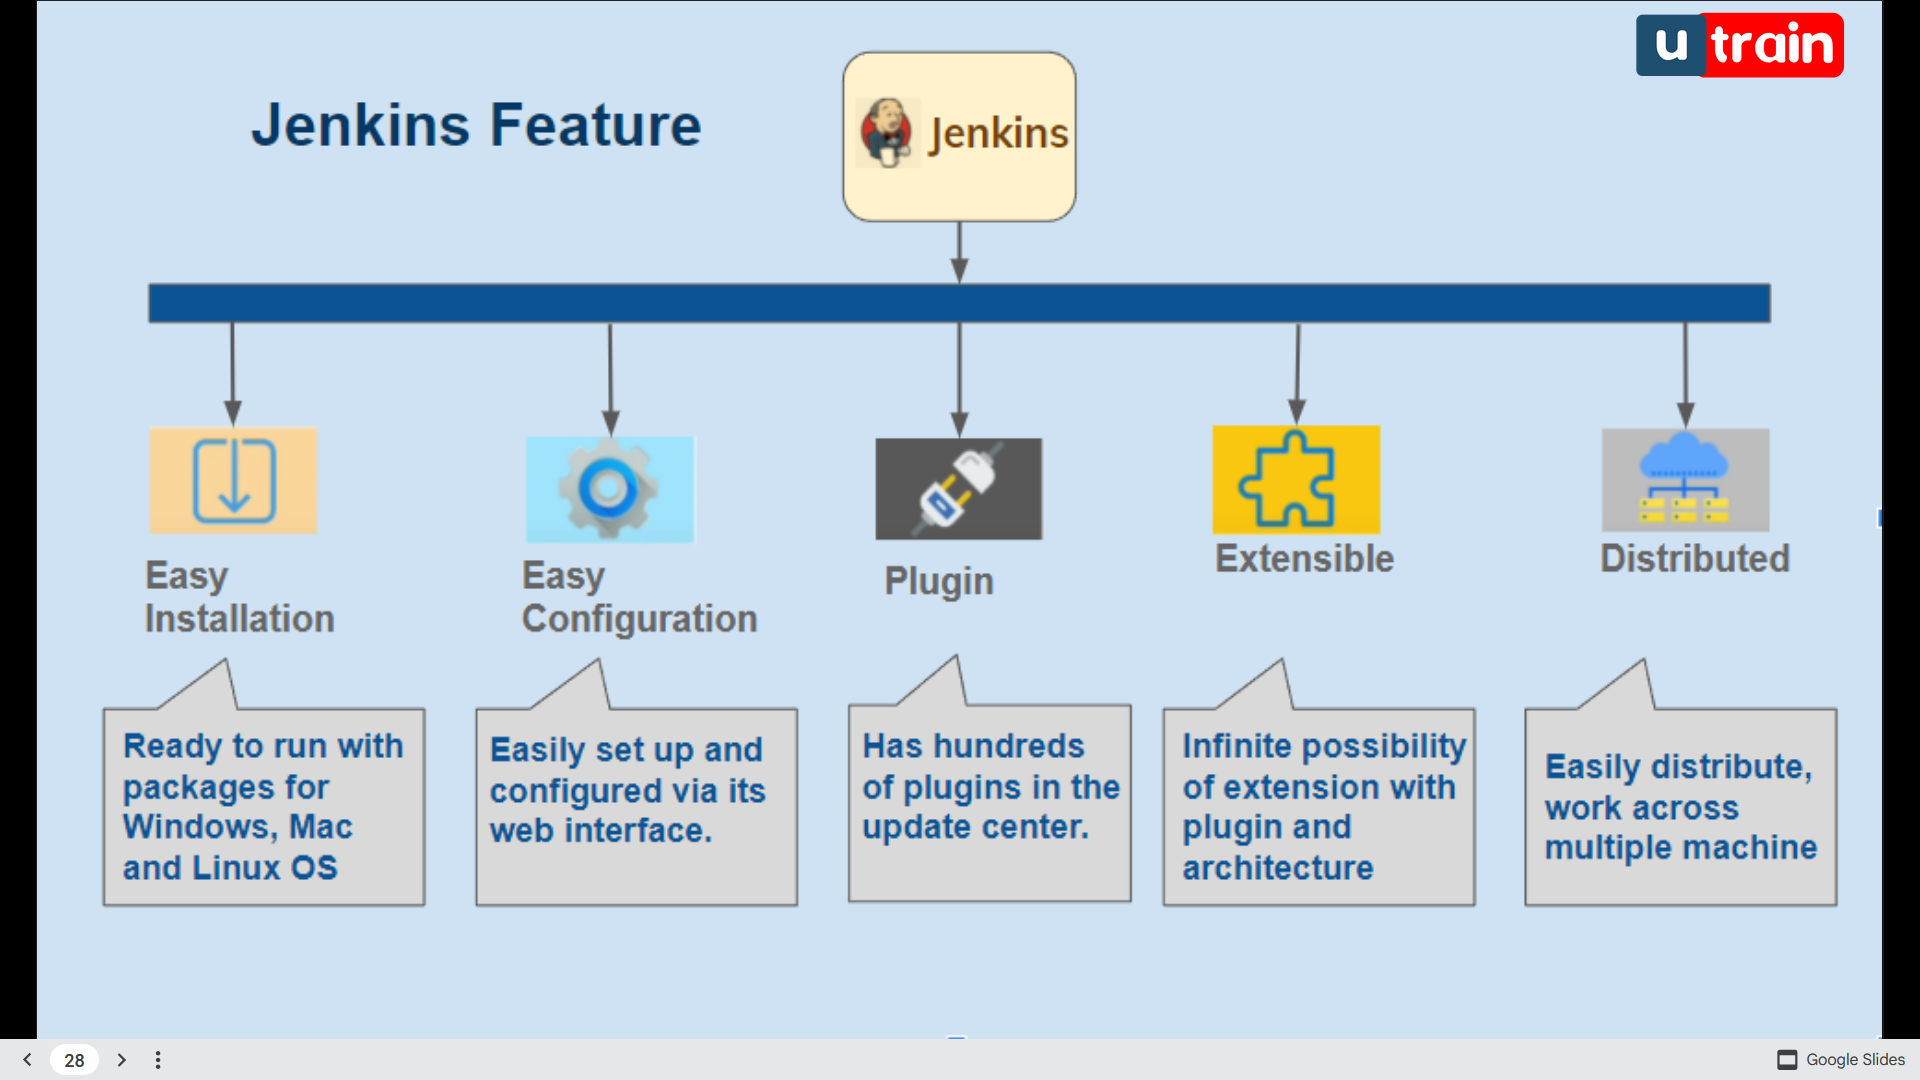 u train
Jenkins Feature
Jenkins
Easy
Installation
Easy
Configuration
Plugin
Extensible
Distributed
Ready to run with
packages for
Windows, Mac
and Linux OS
Easily set up and
configured via its
web interface.
Has hundreds
of plugins in the
update center.
Infinite possibility
of extension with
plugin and
architecture
Easily distribute,
work across
multiple machine
28
Google Slides